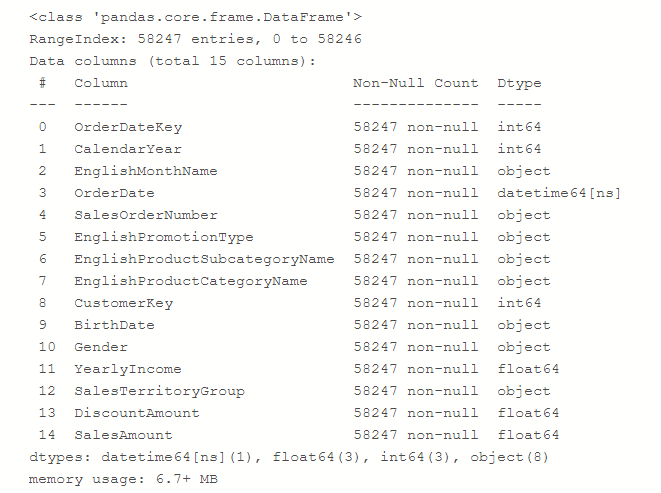 <class 'pandas.core.frame.DataFrame'>
RangeIndex: 58247 entries, 0 to 58246
Data columns (total 15 columns):
 #   Column                        Non-Null Count  Dtype
---  ------                        --------------  -----
 0   OrderDateKey                  58247 non-null  int64
 1   CalendarYear                  58247 non-null  int64
 2   EnglishMonthName              58247 non-null  object
 3   OrderDate                     58247 non-null  datetime64[ns]
 4   SalesOrderNumber              58247 non-null  object
 5   EnglishPromotionType          58247 non-null  object
 6   EnglishProductSubcategoryName 58247 non-null  object
 7   EnglishProductCategoryName    58247 non-null  object
 8   CustomerKey                   58247 non-null  int64
 9   BirthDate                     58247 non-null  object
 10  Gender                        58247 non-null  object
 11  YearlyIncome                  58247 non-null  float64
 12  SalesTerritoryGroup           58247 non-null  object
 13  DiscountAmount                58247 non-null  float64
 14  SalesAmount                   58247 non-null  float64
dtypes: datetime64[ns](1), float64(3), int64(3), object(8)
memory usage: 6.7+ MB